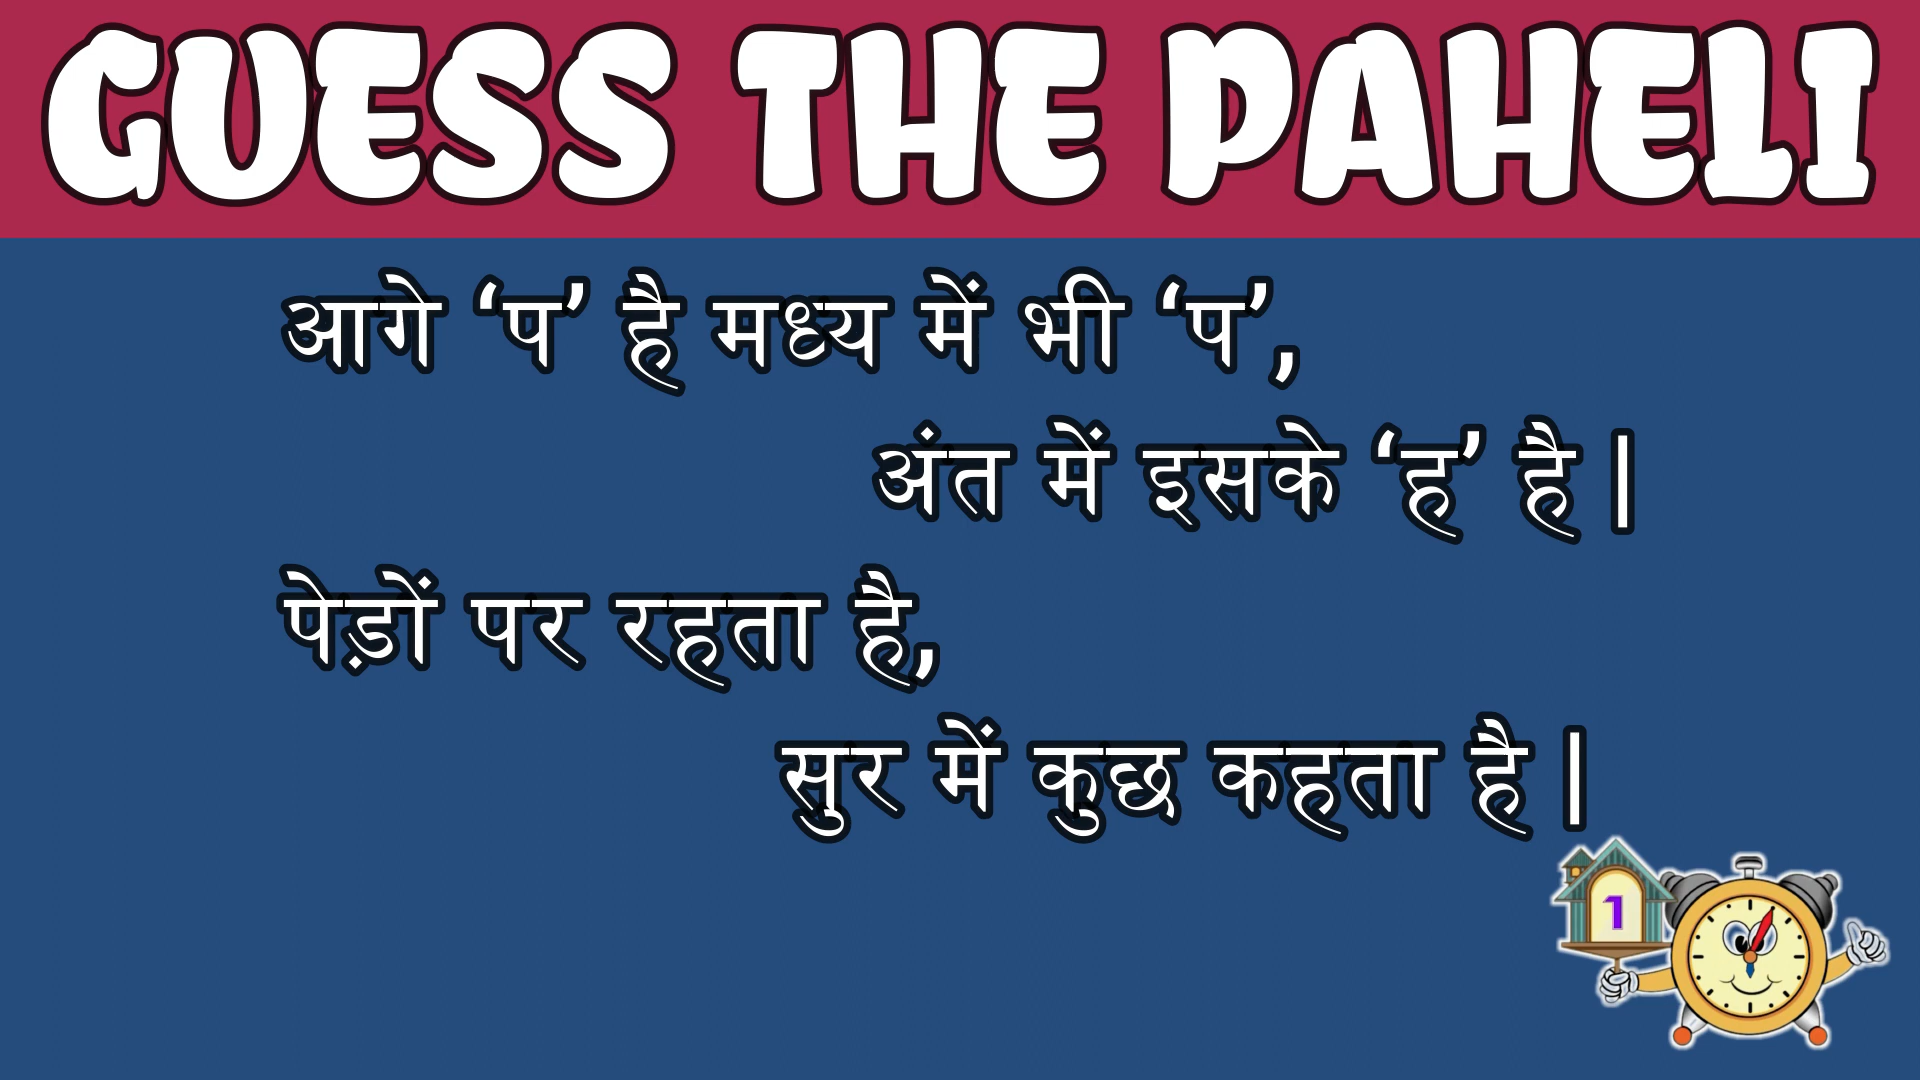 GUESS THE PAHELI
आगे ‘प’ है मध्य में भी ‘प’,
अंत में इसके ‘ह’ है |
पेड़ों पर रहता है,
सुर में कुछ कहता है |
1